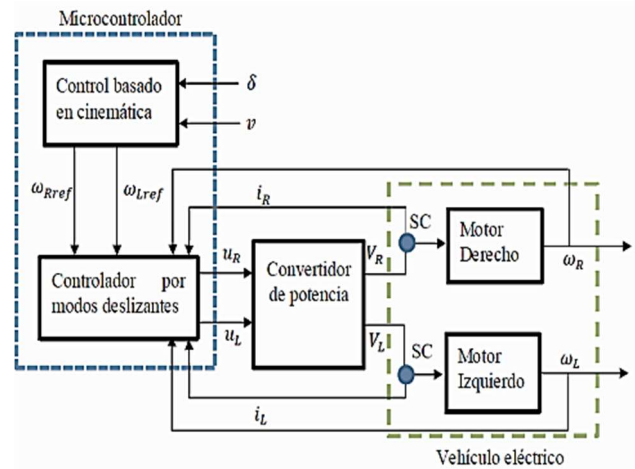 Microcontrolador
Control basado
en cinemática
δ
v
ω_Rref
ω_Lref
i_R
SC
Motor
Derecho
ω_R
Controlador por
modos deslizantes
u_R
u_L
Convertidor
de potencia
V_R
V_L
SC
Motor
Izquierdo
ω_L
i_L
Vehículo eléctrico